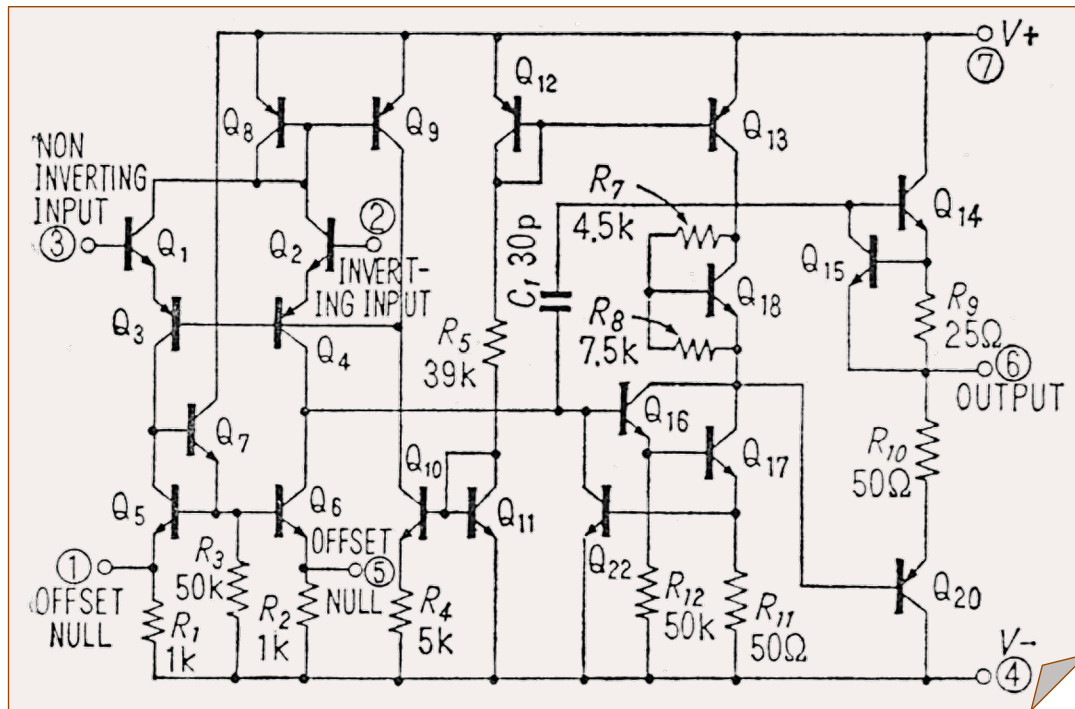 V+
⑦
Q12
Q8
Q9
Q13
NON
INVERTING
INPUT
③
Q1
Q2
②
INVERT-
ING INPUT
R7
4.5k
Q14
Q15
C1 30p
Q18
R9
25Ω
Q3
Q4
R5
39k
R8
7.5k
⑥
OUTPUT
Q7
Q16
Q17
R10
50Ω
Q5
Q6
Q10
Q11
①
OFFSET
NULL
R3
50k
OFFSET
⑤
NULL
Q22
Q20
R1
1k
R2
1k
R4
5k
R12
50k
R11
50Ω
V-
④